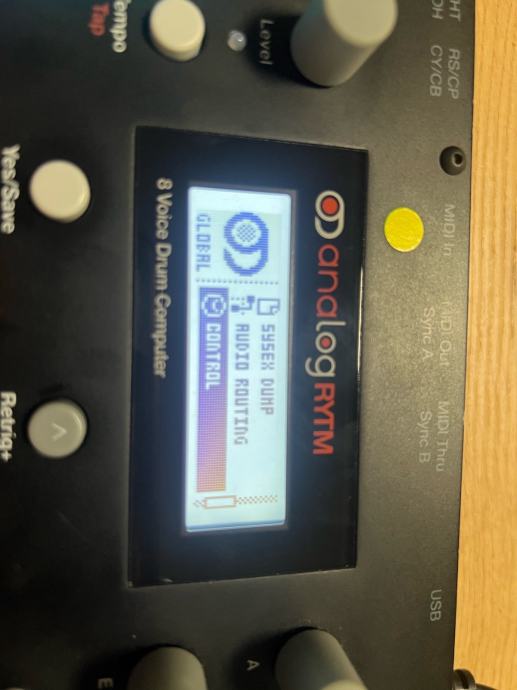 RS/CP
CY/CB
MIDI In
MIDI Out
Sync A
MIDI Thru
Sync B
USB
Level
analog RYTM
SYSEX DUMP
AUDIO ROUTING
CONTROL
GLOBAL
8 Voice Drum Computer
Tap
Yes/Save
Retrig+
A